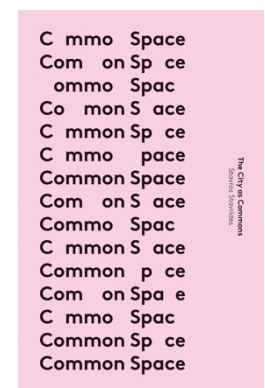 C mmo Space
Com on Sp ce
ommo Spac
Co mon S ace
C mmon Sp ce
C mmo pace
Common Space
Com on S ace
Commo Spac
C mmon S ace
Common p ce
Com on Spa e
C mmo Spac
Common Sp ce
Common Space
The City as Commons
Stavros Stavrides